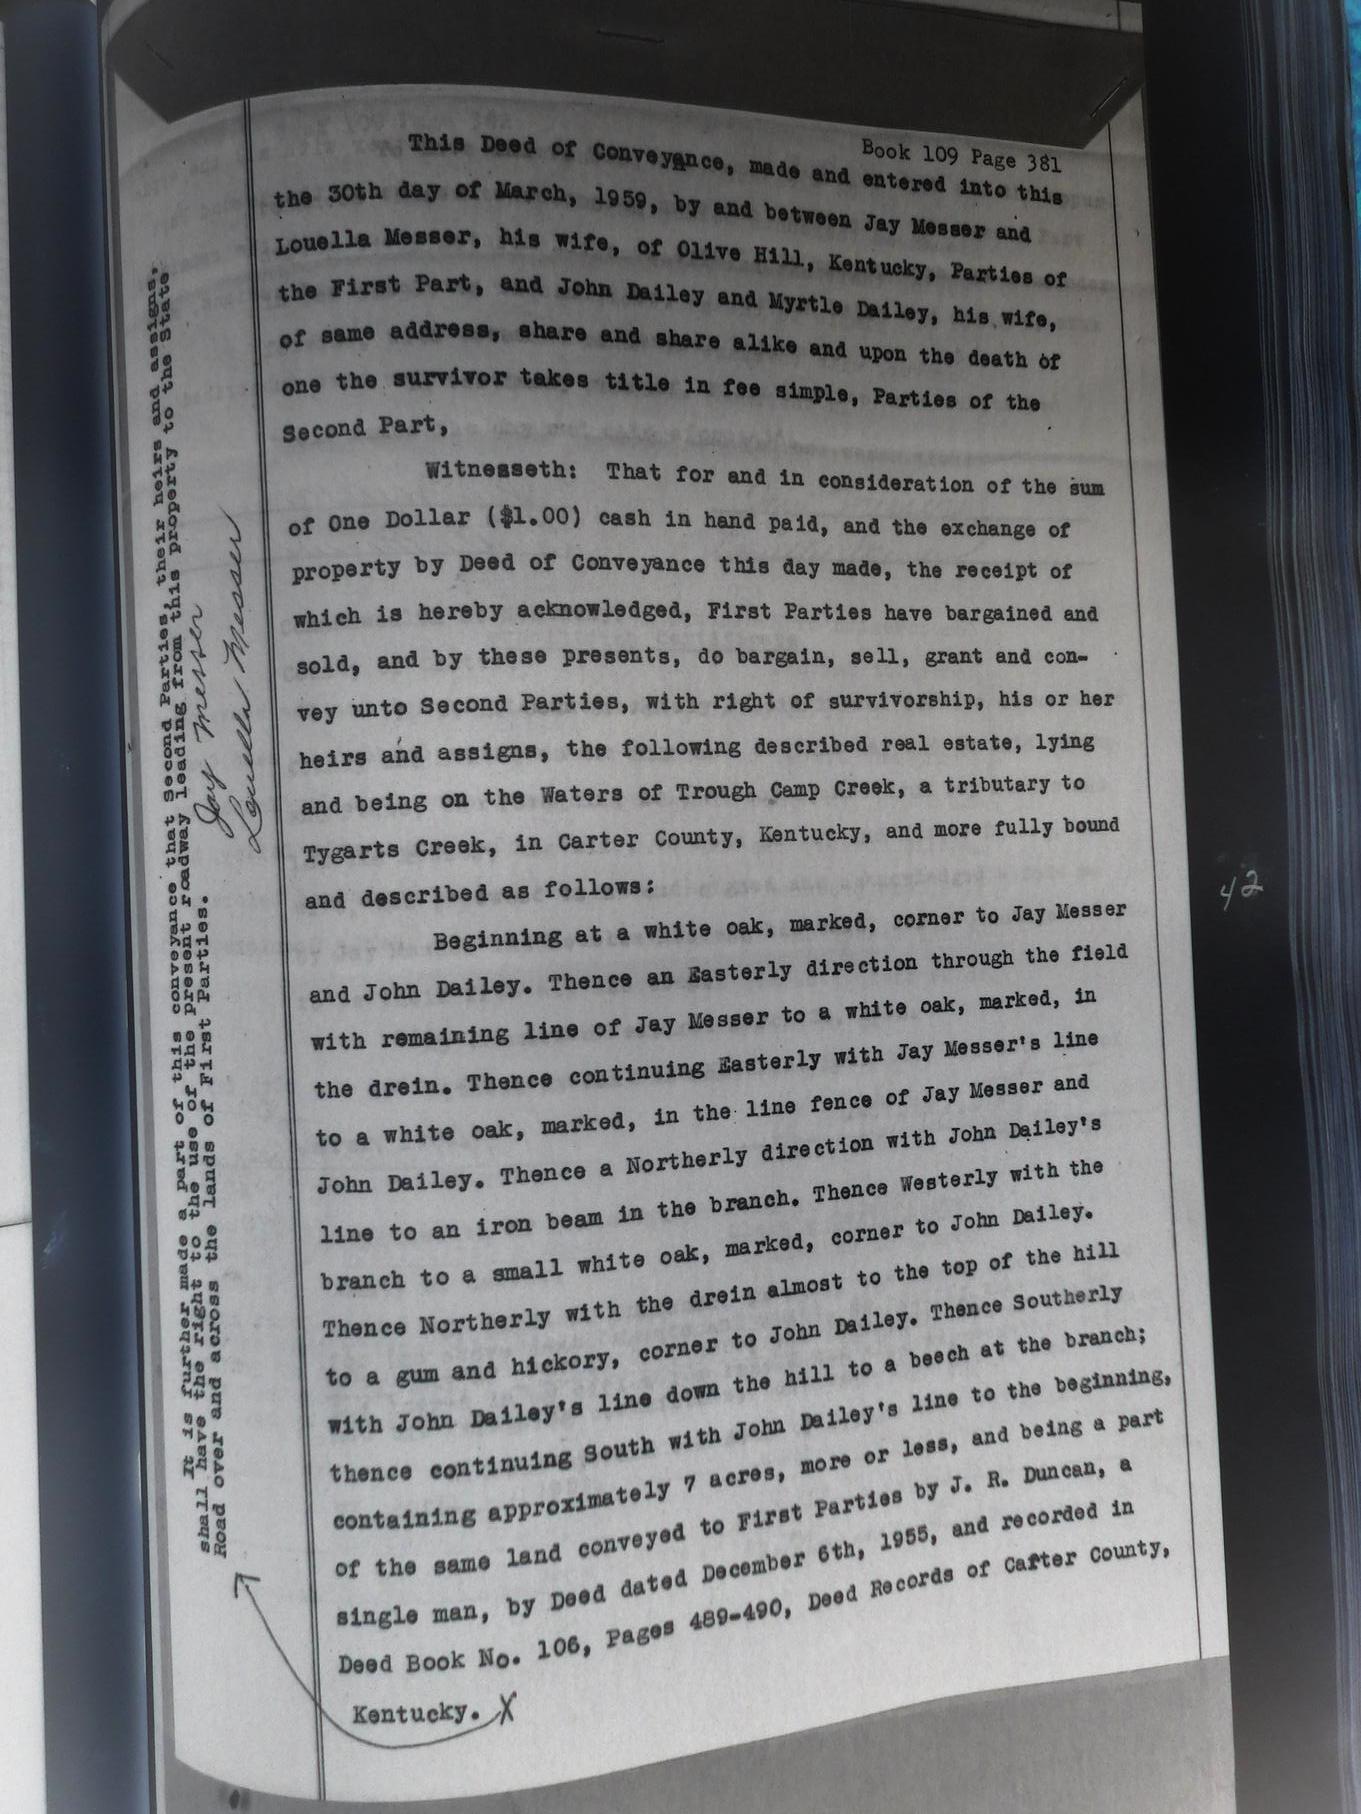 Book 109 Page 381
This Deed of Conveyance, made and entered into this
the 30th day of March, 1959, by and between Jay Messer and
Louella Messer, his wife, of Olive Hill, Kentucky, Parties of
the First Part, and John Dailey and Myrtle Dailey, his wife,
of same address, share and share alike and upon the death of
one the survivor takes title in fee simple, Parties of the
Second Part,
Witnesseth: That for and in consideration of the sum
of One Dollar ($1.00) cash in hand paid, and the exchange of
property by Deed of Conveyance this day made, the receipt of
which is hereby acknowledged, First Parties have bargained and
sold, and by these presents, do bargain, sell, grant and con-
vey unto Second Parties, with right of survivorship, his or her
heirs and assigns, the following described real estate, lying
and being on the Waters of Trough Camp Creek, a tributary to
Tygarts Creek, in Carter County, Kentucky, and more fully bound
and described as follows:
Beginning at a white oak, marked, corner to Jay Messer
and John Dailey. Thence an Easterly direction through the field
with remaining line of Jay Messer to a white oak, marked, in
the drein. Thence continuing Easterly with Jay Messer's line
to a white oak, marked, in the line fence of Jay Messer and
John Dailey. Thence a Northerly direction with John Dailey's
line to an iron beam in the branch. Thence Westerly with the
branch to a small white oak, marked, corner to John Dailey.
Thence Northerly with the drein almost to the top of the hill
to a gum and hickory, corner to John Dailey. Thence Southerly
with John Dailey's line down the hill to a beech at the branch;
thence continuing South with John Dailey's line to the beginning,
containing approximately 7 acres, more or less, and being a part
of the same land conveyed to First Parties by J. R. Duncan, a
single man, by Deed dated December 6th, 1955, and recorded in
Deed Book No. 106, Pages 489-490, Deed Records of Carter County,
Kentucky. X
It is further made a part of this conveyance that Second Parties, their heirs and assigns,
shall have the right to the use of the present roadway leading from this property to the State
Road over and across the lands of First Parties.
Jay Messer
Louella Messer
42